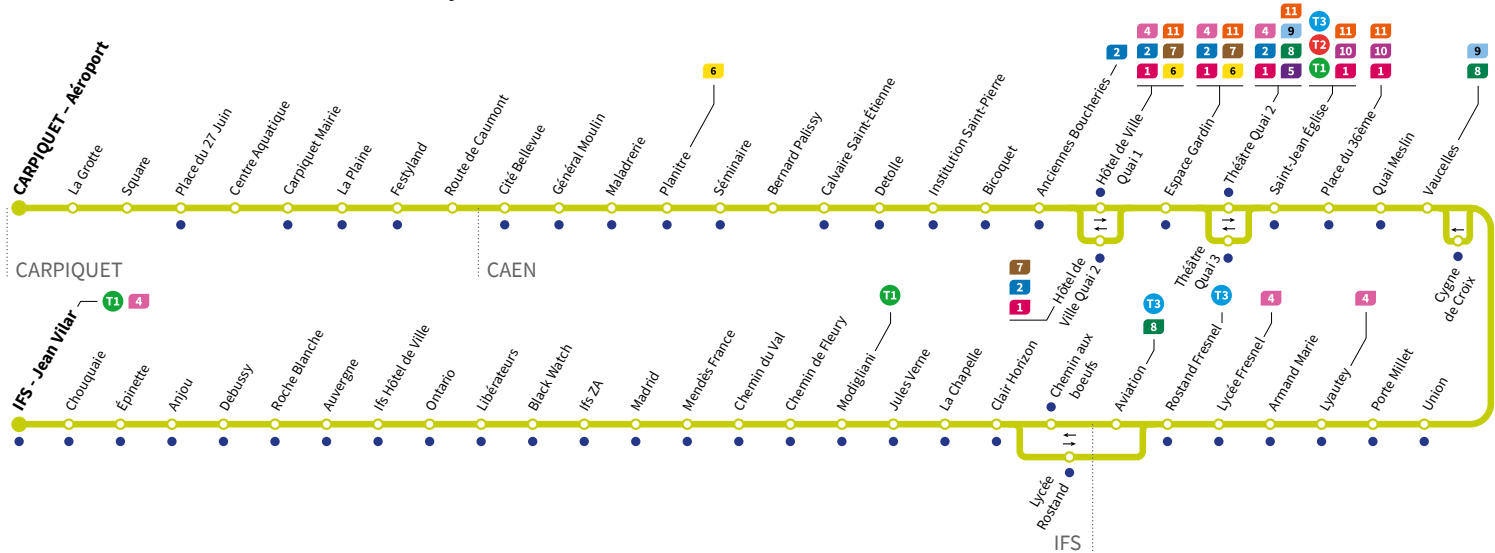 CARPIQUET – Aéroport
La Grotte
Square
Place du 27 Juin
Centre Aquatique
Carpiquet Mairie
La Plaine
Festyland
Route de Caumont
Cité Bellevue
Général Moulin
Maladrerie
6
Planitre
Séminaire
Bernard Palissy
Calvaire Saint-Étienne
Detolle
Institution Saint-Pierre
Bicoquet
2
Anciennes Boucheries
4 11
2 7
1 6
Hôtel de Ville
Quai 1
4 11
2 7
1 6
Espace Gardin
11
4 9
2 8
1 5
Théâtre Quai 2
T3 11
T2 10
T1 1
Saint-Jean Église
11
10
1
Place du 36ème
Quai Meslin
9
8
Vaucelles
CARPIQUET
CAEN
7
2
1
Hôtel de
Ville Quai 2
Théâtre
Quai 3
Cygne
de Croix
T1 4
IFS - Jean Vilar
Chouquaie
Épinette
Anjou
Debussy
Roche Blanche
Auvergne
Ifs Hôtel de Ville
Ontario
Libérateurs
Black Watch
Ifs ZA
Madrid
Mendès France
Chemin du Val
Chemin de Fleury
T1
Modigliani
Jules Verne
La Chapelle
Clair Horizon
Chemin aux
boeufs
T3
8
Aviation
T3
Rostand Fresnel
4
Lycée Fresnel
Armand Marie
4
Lyautey
Porte Millet
Union
Lycée
Rostand
IFS